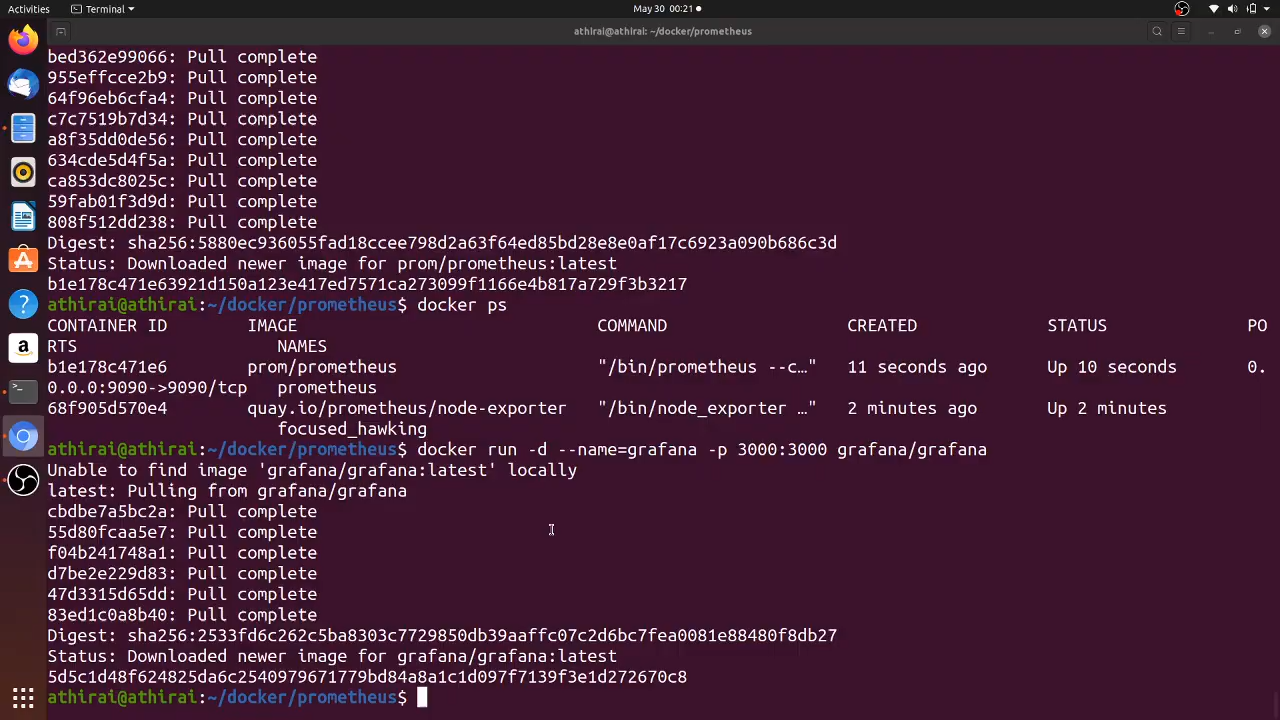 Activities
Terminal
May 30 00:21
athirai@athirai: ~/docker/prometheus
bed362e99066: Pull complete
955effcce2b9: Pull complete
64f96eb6cfa4: Pull complete
c7c7519b7d34: Pull complete
a8f35dd0de56: Pull complete
634cde5d4f5a: Pull complete
ca853dc8025c: Pull complete
59fab01f3d9d: Pull complete
808f512dd238: Pull complete
Digest: sha256:5880ec936055fad18ccee798d2a63f64ed85bd28e8e0af17c6923a090b686c3d
Status: Downloaded newer image for prom/prometheus:latest
b1e178c471e63921d150a123e417ed7571ca273099f1166e4b817a729f3b3217
athirai@athirai:~/docker/prometheus$ docker ps
CONTAINER ID        IMAGE                              COMMAND                  CREATED             STATUS              PO
RTS                    NAMES
b1e178c471e6        prom/prometheus                    "/bin/prometheus --c…"   11 seconds ago      Up 10 seconds       0.
0.0.0:9090->9090/tcp   prometheus
68f905d570e4        quay.io/prometheus/node-exporter   "/bin/node_exporter …"   2 minutes ago       Up 2 minutes
                       focused_hawking
athirai@athirai:~/docker/prometheus$ docker run -d --name=grafana -p 3000:3000 grafana/grafana
Unable to find image 'grafana/grafana:latest' locally
latest: Pulling from grafana/grafana
cbdbe7a5bc2a: Pull complete
55d80fcaa5e7: Pull complete
f04b241748a1: Pull complete
d7be2e229d83: Pull complete
47d3315d65dd: Pull complete
83ed1c0a8b40: Pull complete
Digest: sha256:2533fd6c262c5ba8303c7729850db39aaffc07c2d6bc7fea0081e88480f8db27
Status: Downloaded newer image for grafana/grafana:latest
5d5c1d48f624825da6c2540979671779bd84a8a1c1d097f7139f3e1d272670c8
athirai@athirai:~/docker/prometheus$